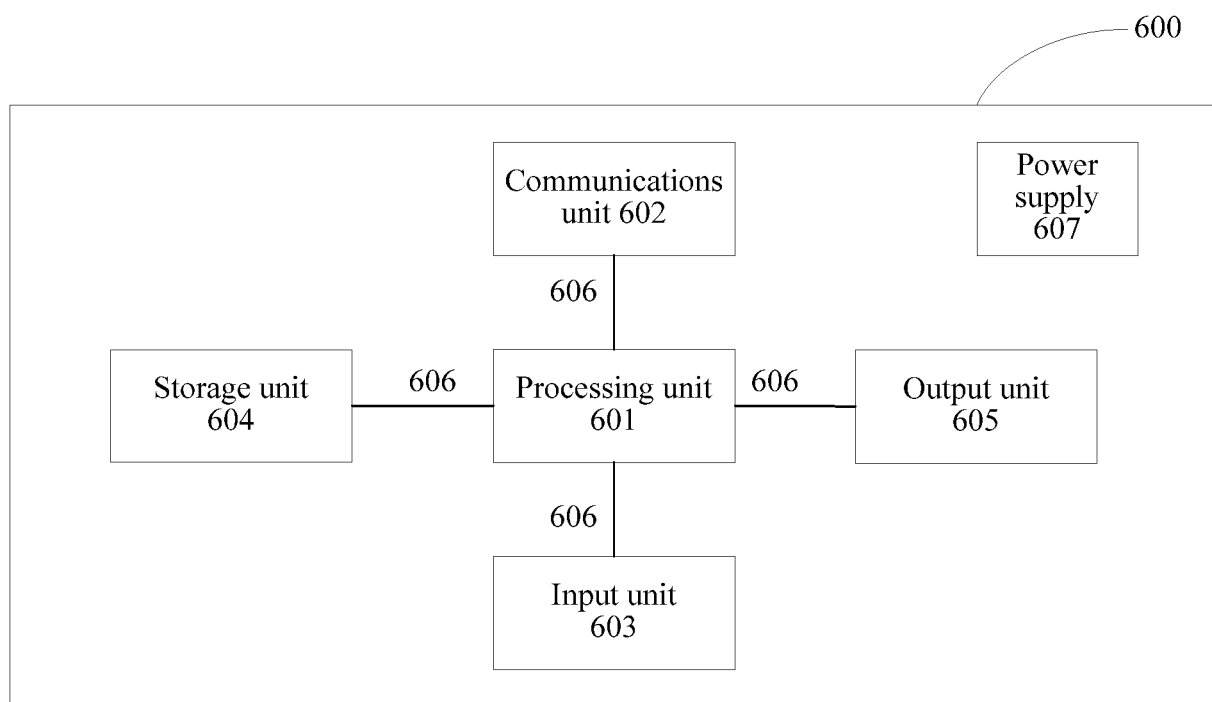 600
Communications
unit 602
Power
supply
607
606
Storage unit
604
606
Processing unit
601
606
Output unit
605
606
Input unit
603